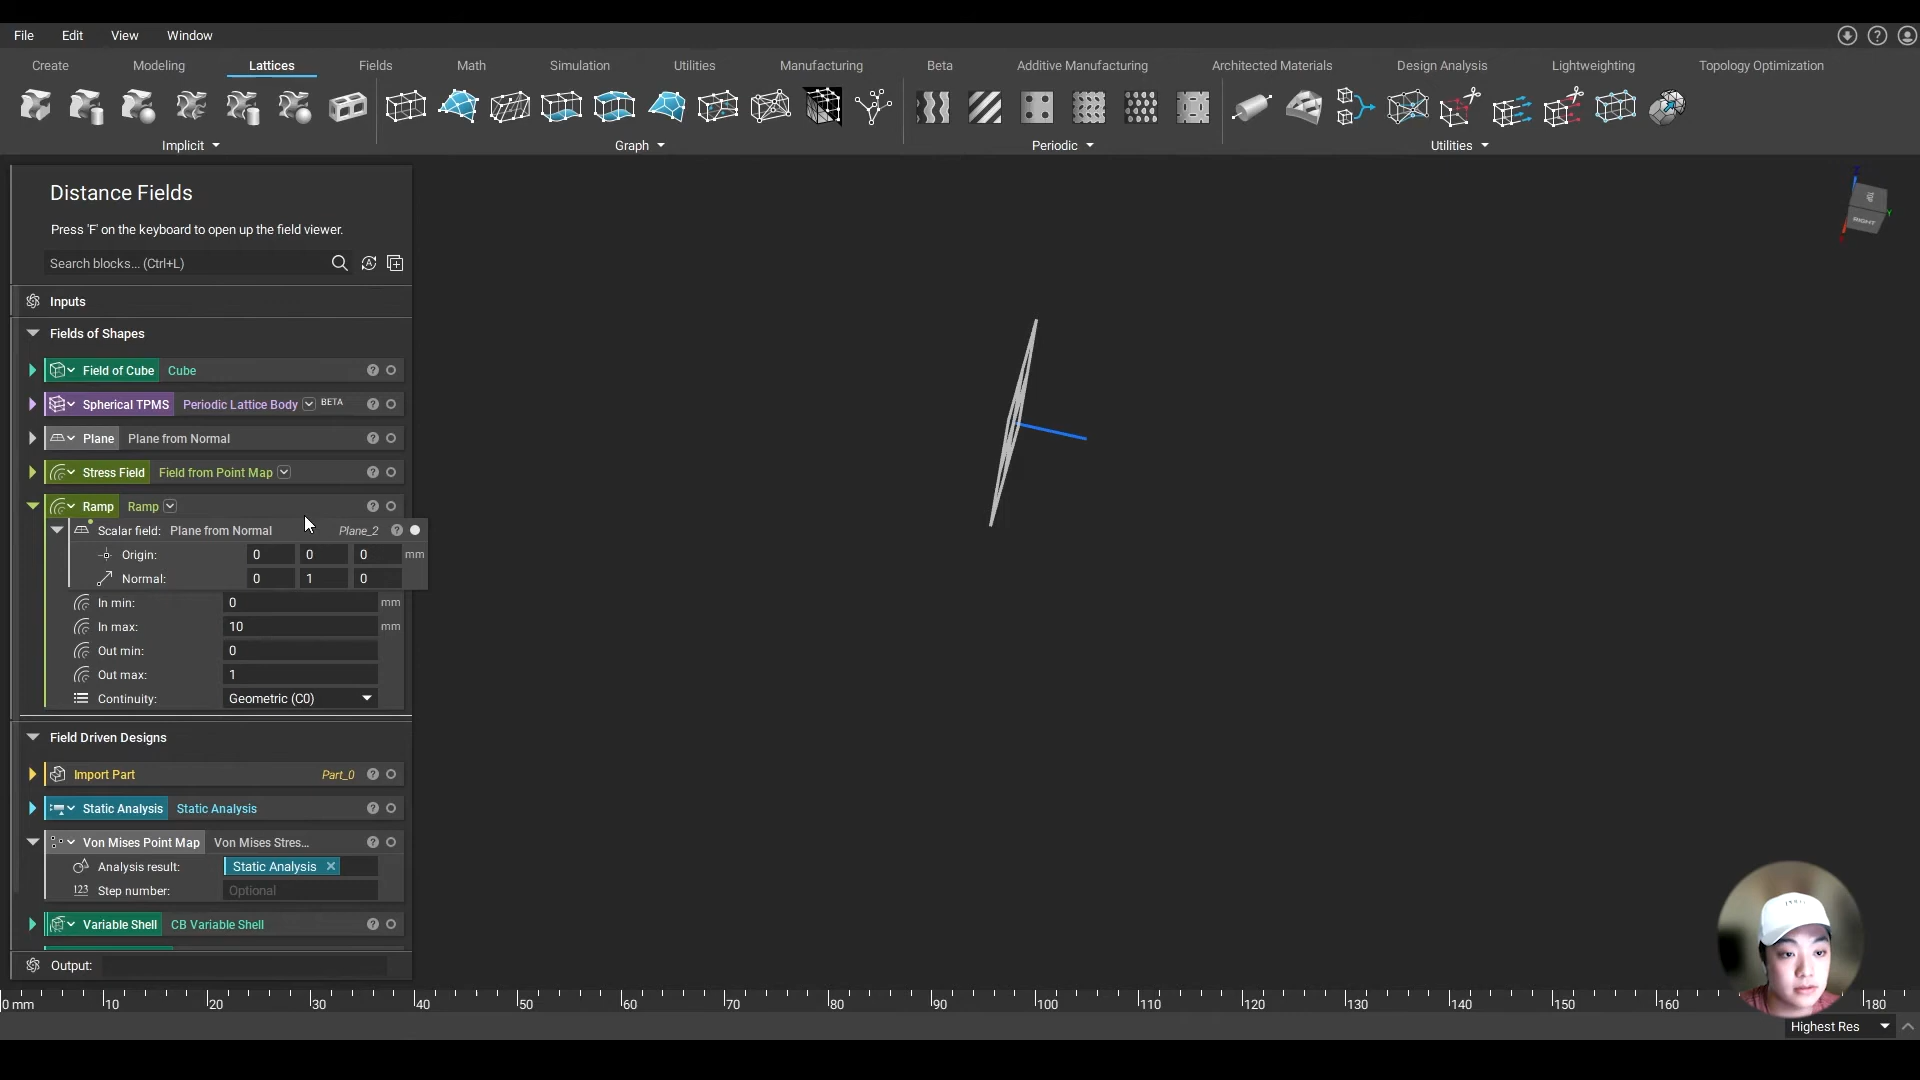 File Edit View Window
Create Modeling Lattices Fields Math Simulation Utilities Manufacturing Beta Additive Manufacturing Architected Materials Design Analysis Lightweighting Topology Optimization
Implicit Graph Periodic Utilities
Distance Fields
Press 'F' on the keyboard to open up the field viewer.
Search blocks... (Ctrl+L)
Inputs
Fields of Shapes
Field of Cube Cube
Spherical TPMS Periodic Lattice Body BETA
Plane Plane from Normal
Stress Field Field from Point Map
Ramp Ramp
Scalar field: Plane from Normal Plane_2
Origin: 0 0 0 mm
Normal: 0 1 0
In min: 0 mm
In max: 10 mm
Out min: 0
Out max: 1
Continuity: Geometric (C0)
Field Driven Designs
Import Part Part_0
Static Analysis Static Analysis
Von Mises Point Map Von Mises Stres...
Analysis result: Static Analysis
123 Step number: Optional
Variable Shell CB Variable Shell
Output:
TOP
RIGHT
0 mm 10 20 30 40 50 60 70 80 90 100 110 120 130 140 150 160 180
Highest Res